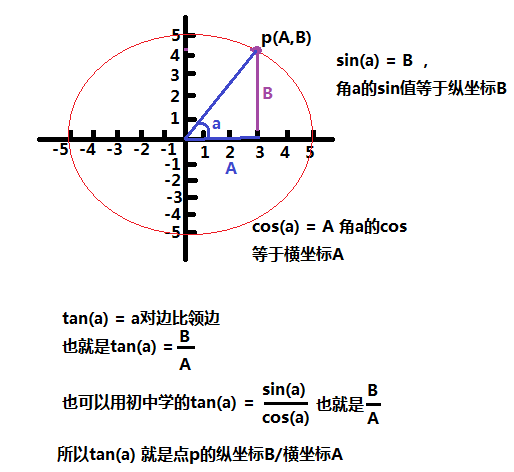 5
p(A,B)
4
sin(a) = B ，
3
B
角a的sin值等于纵坐标B
2
1
a
-5 -4 -3 -2 -1 1 2 3 4 5
-1
A
-2
-3
-4
cos(a) = A 角a的cos
-5
等于横坐标A
tan(a) = a对边比领边
也就是tan(a) = B/A
也可以用初中学的tan(a) = sin(a)/cos(a) 也就是 B/A
所以tan(a) 就是点p的纵坐标B/横坐标A